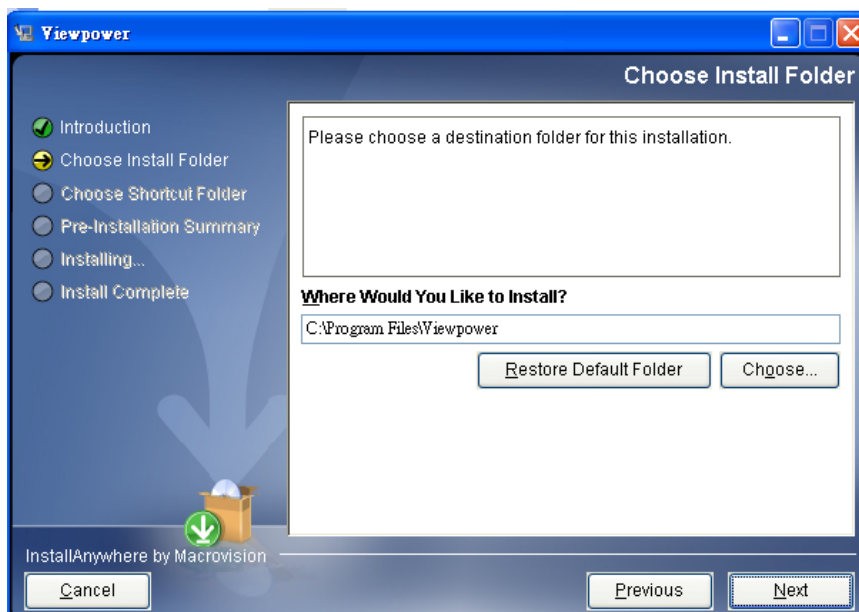 Viewpower
Choose Install Folder
Introduction
Choose Install Folder
Choose Shortcut Folder
Pre-Installation Summary
Installing...
Install Complete
Please choose a destination folder for this installation.
Where Would You Like to Install?
C:\Program Files\Viewpower
Restore Default Folder
Choose...
InstallAnywhere by Macrovision
Cancel
Previous
Next